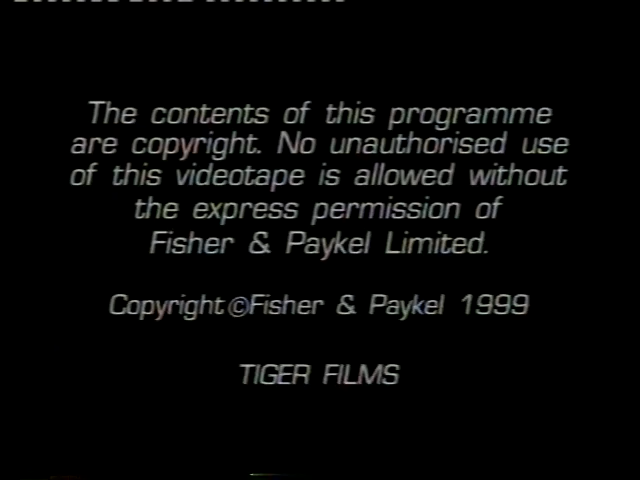 The contents of this programme
are copyright. No unauthorised use
of this videotape is allowed without
the express permission of
Fisher & Paykel Limited.
Copyright ©Fisher & Paykel 1999
TIGER FILMS